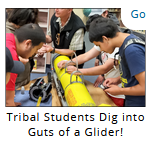 Go
Tribal Students Dig into
Guts of a Glider!